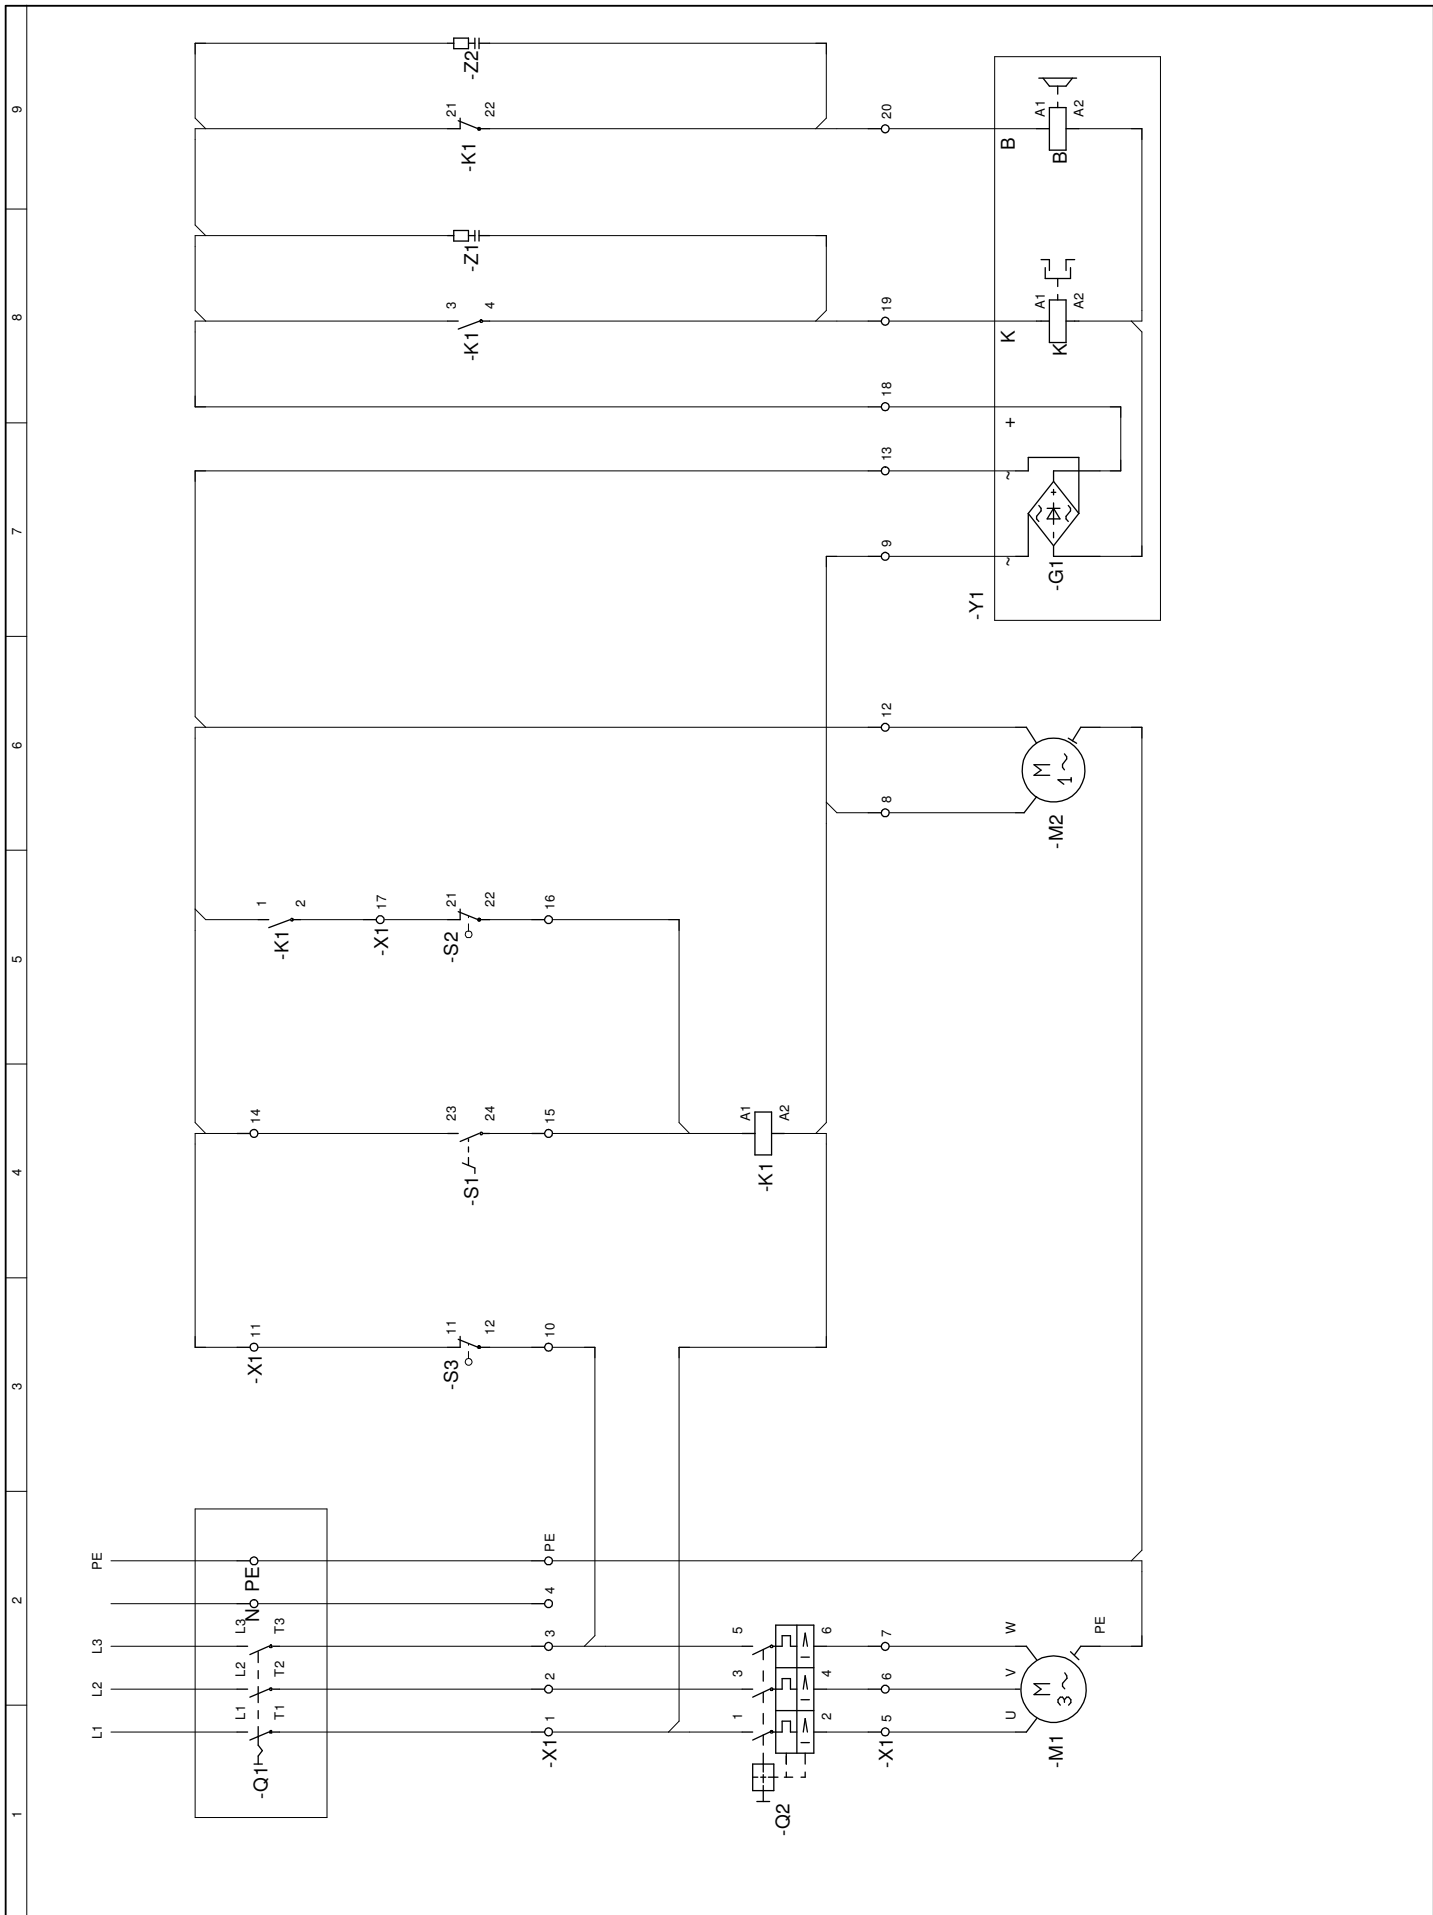 1
2
3
4
5
6
7
8
9
L1
L2
L3
PE
-Q1
L1
L2
L3
N
PE
T1
T2
T3
-X1
1
2
3
4
PE
-Q2
1
3
5
2
4
6
-X1
5
6
7
-M1
U
V
W
PE
M
3~
-X1
11
-S3
11
12
10
14
-S1
23
24
15
-K1
A1
A2
-K1
1
2
-X1
17
-S2
21
22
16
8
12
-M2
M
1~
9
13
18
-Y1
~
~
+
-G1
~
~
-
+
-K1
3
4
-Z1
19
K
K
A1
A2
-K1
21
22
-Z2
20
B
B
A1
A2